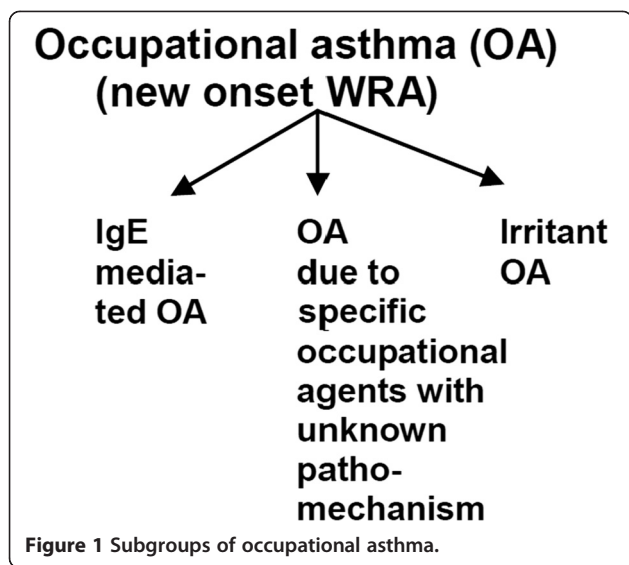 Occupational asthma (OA)
(new onset WRA)
IgE
media-
ted OA
OA
due to
specific
occupational
agents with
unknown
patho-
mechanism
Irritant
OA
Figure 1 Subgroups of occupational asthma.